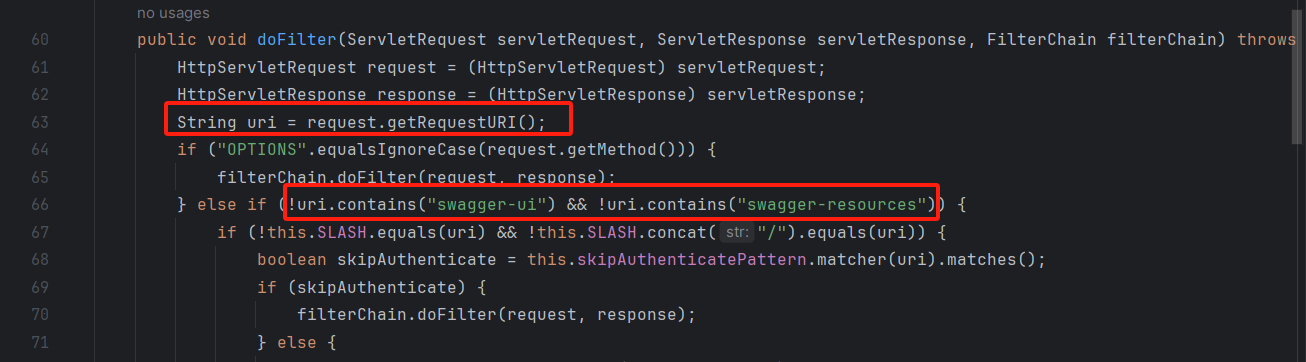 no usages
60 public void doFilter(ServletRequest servletRequest, ServletResponse servletResponse, FilterChain filterChain) throws
61 HttpServletRequest request = (HttpServletRequest) servletRequest;
62 HttpServletResponse response = (HttpServletResponse) servletResponse;
63 String uri = request.getRequestURI();
64 if ("OPTIONS".equalsIgnoreCase(request.getMethod())) {
65 filterChain.doFilter(request, response);
66 } else if (!uri.contains("swagger-ui") && !uri.contains("swagger-resources")) {
67 if (!this.SLASH.equals(uri) && !this.SLASH.concat( str: "/").equals(uri)) {
68 boolean skipAuthenticate = this.skipAuthenticatePattern.matcher(uri).matches();
69 if (skipAuthenticate) {
70 filterChain.doFilter(request, response);
71 } else {